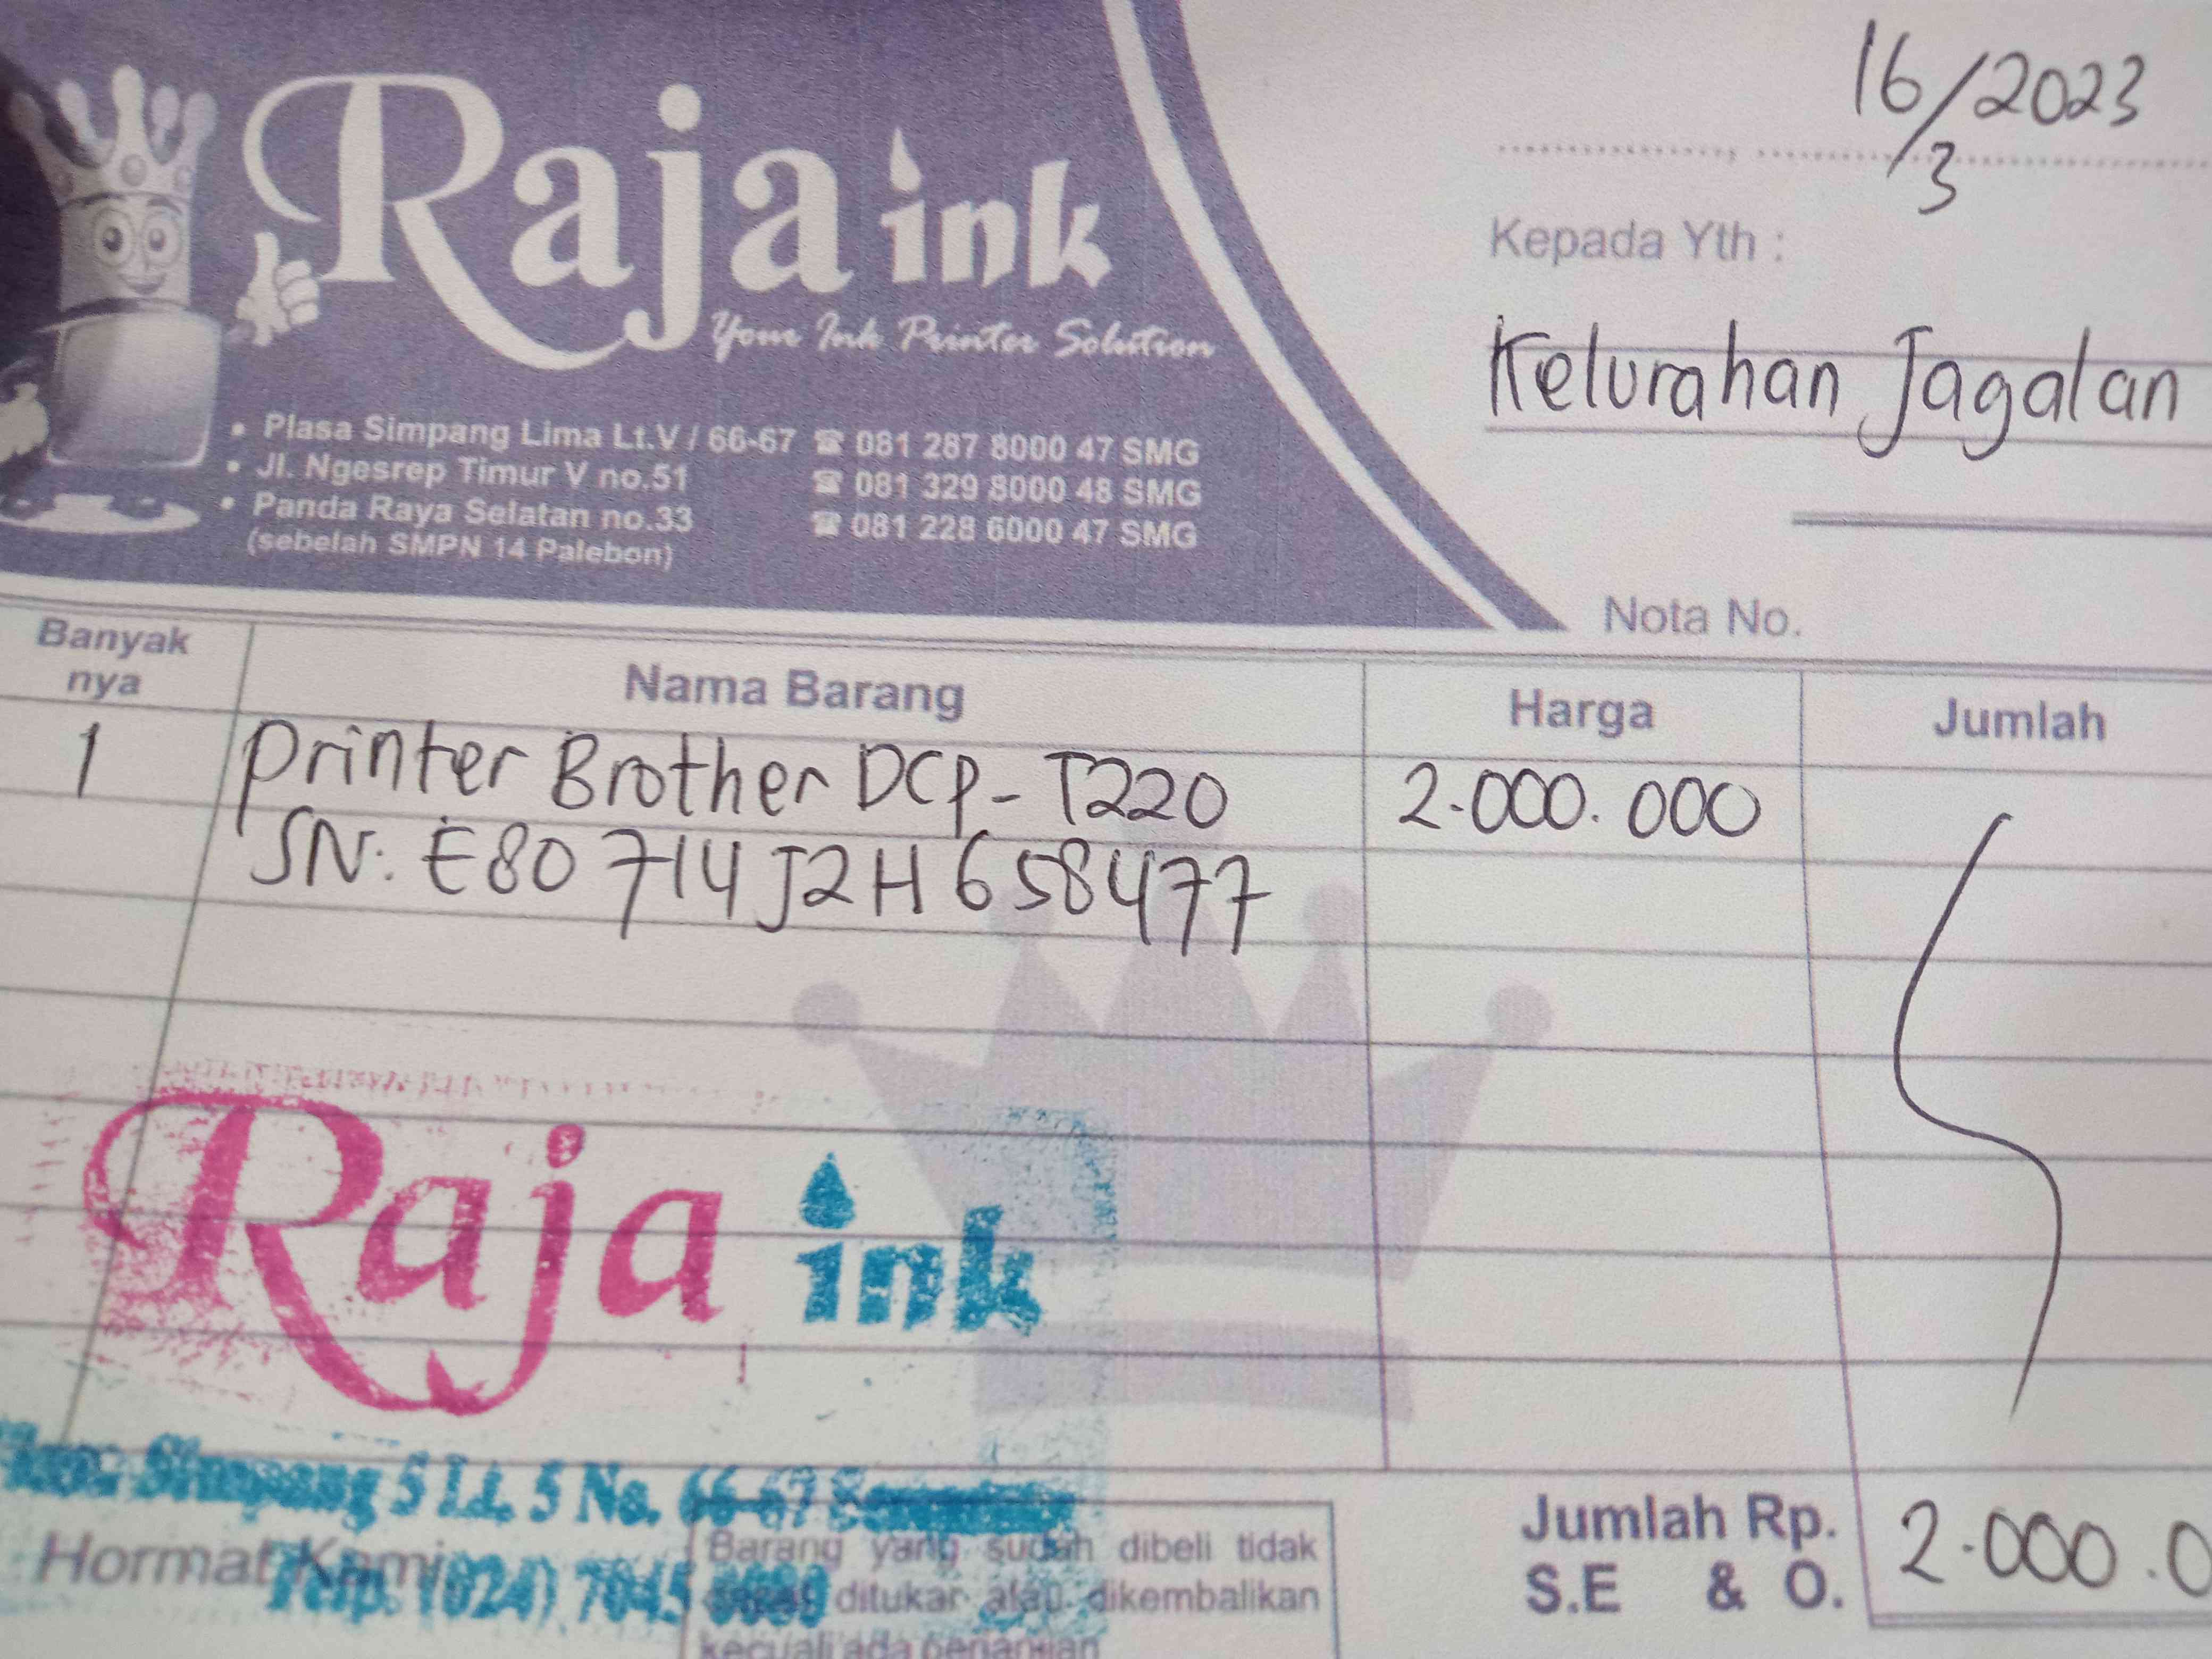 Raja ink
Your Ink Printer Solution
• Plasa Simpang Lima Lt.V / 66-67 ☎ 081 287 8000 47 SMG
• Jl. Ngesrep Timur V no.51 ☎ 081 329 8000 48 SMG
• Panda Raya Selatan no.33 ☎ 081 228 6000 47 SMG
(sebelah SMPN 14 Palebon)
16/3/2023
Kepada Yth :
Kelurahan Jagalan
Nota No.
Banyak nya Nama Barang Harga Jumlah
1 Printer Brother DCP-T220 2.000.000
SN: E80714J2H658477
Raja ink
Simpang 5 Lt. 5 No. 66-67
Hormat Kami,
Telp. (024) 7045
Barang yang sudah dibeli tidak
ditukar atau dikembalikan
kecuali ada perjanjian
Jumlah Rp. 2.000.0
S.E & O.